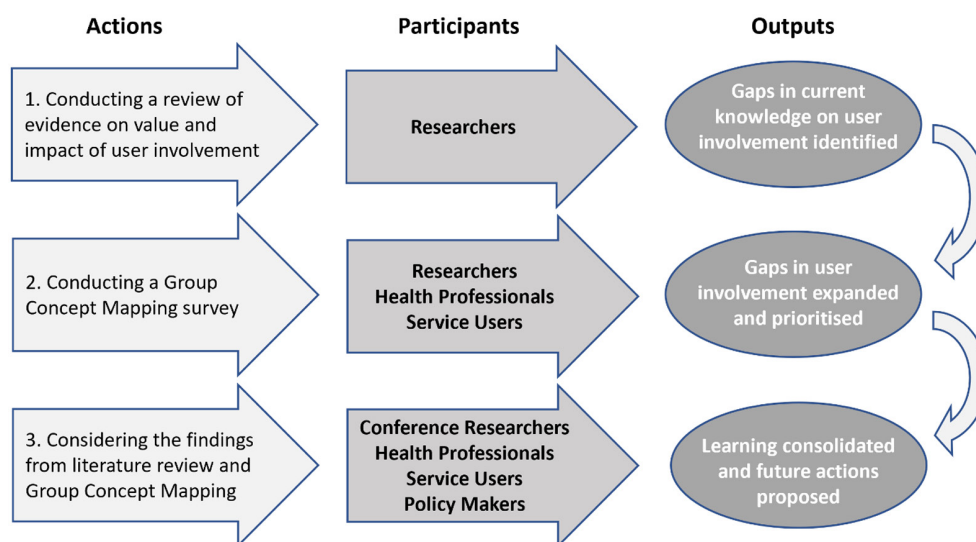 Actions
Participants
Outputs
1. Conducting a review of
evidence on value and
impact of user involvement
Researchers
Gaps in current
knowledge on user
involvement identified
2. Conducting a Group
Concept Mapping survey
Researchers
Health Professionals
Service Users
Gaps in user
involvement expanded
and prioritised
3. Considering the findings
from literature review and
Group Concept Mapping
Conference Researchers
Health Professionals
Service Users
Policy Makers
Learning consolidated
and future actions
proposed